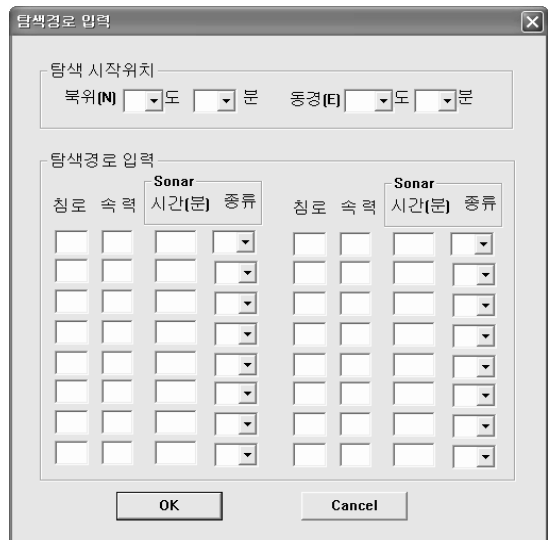 탐색경로 입력
탐색 시작위치
북위(N) 도 분 동경(E) 도 분
탐색경로 입력
Sonar Sonar
침로 속력 시간(분) 종류 침로 속력 시간(분) 종류
OK Cancel